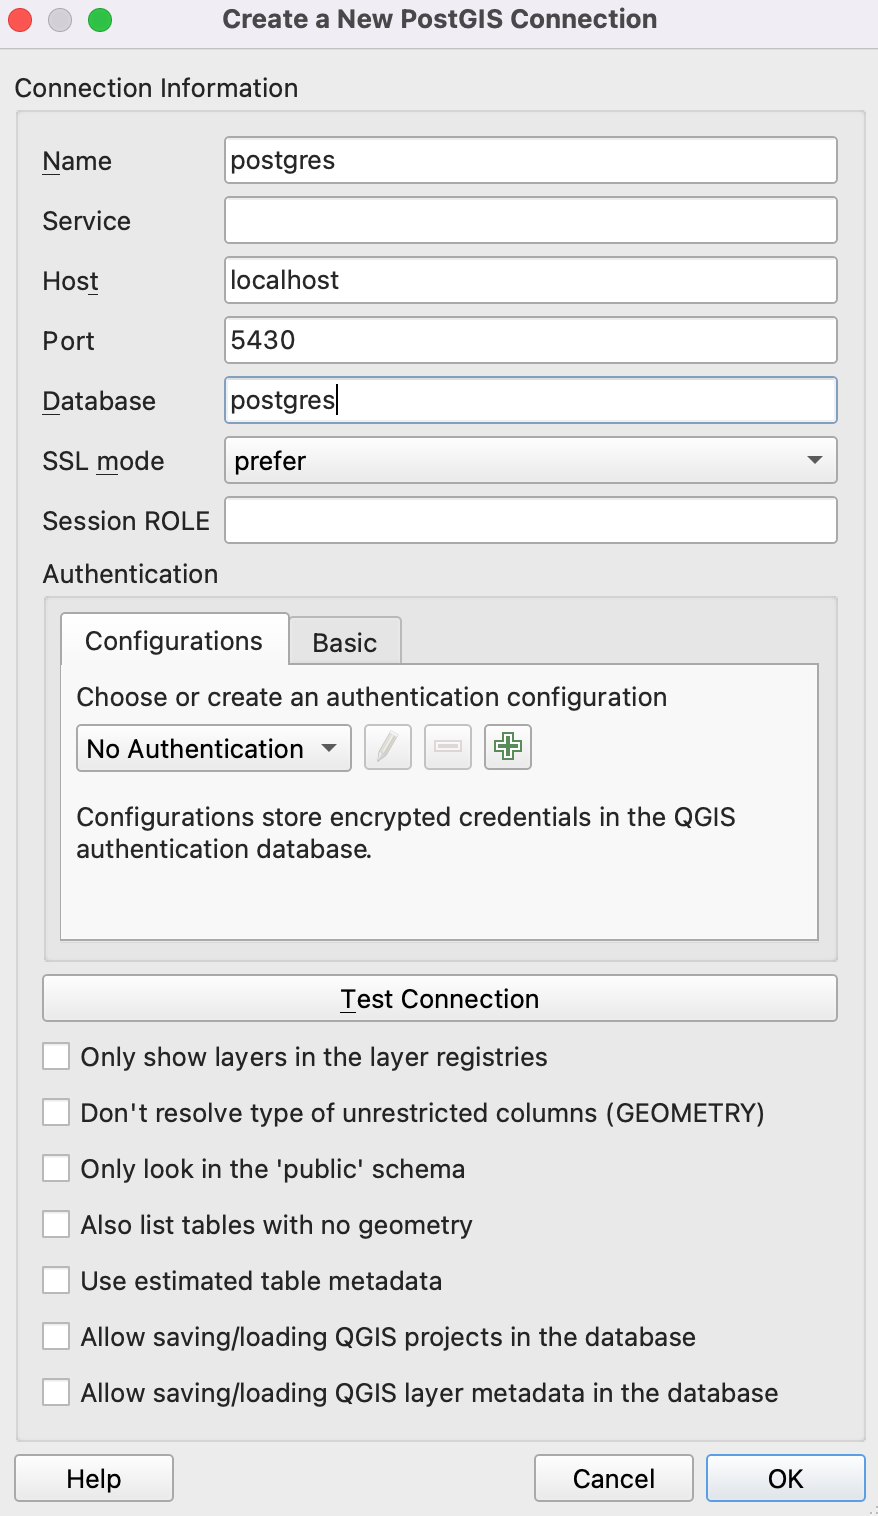 Create a New PostGIS Connection
Connection Information
Name postgres
Service
Host localhost
Port 5430
Database postgres
SSL mode prefer
Session ROLE
Authentication
Configurations Basic
Choose or create an authentication configuration
No Authentication
Configurations store encrypted credentials in the QGIS
authentication database.
Test Connection
Only show layers in the layer registries
Don't resolve type of unrestricted columns (GEOMETRY)
Only look in the 'public' schema
Also list tables with no geometry
Use estimated table metadata
Allow saving/loading QGIS projects in the database
Allow saving/loading QGIS layer metadata in the database
Help Cancel OK